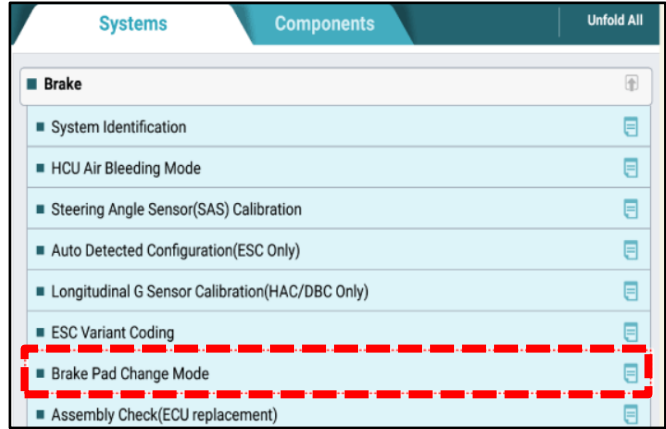 Systems
Components
Unfold All
Brake
System Identification
HCU Air Bleeding Mode
Steering Angle Sensor(SAS) Calibration
Auto Detected Configuration(ESC Only)
Longitudinal G Sensor Calibration(HAC/DBC Only)
ESC Variant Coding
Brake Pad Change Mode
Assembly Check(ECU replacement)